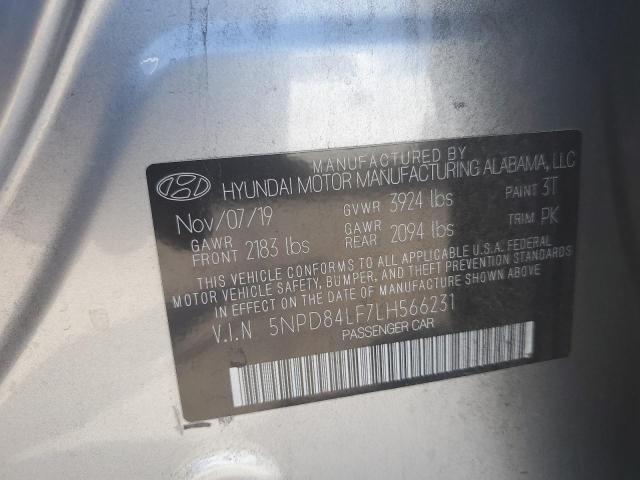 MANUFACTURED BY
HYUNDAI MOTOR MANUFACTURING ALABAMA, LLC
Nov/07/19 GVWR 3924 lbs PAINT 3T
GAWR FRONT 2183 lbs GAWR REAR 2094 lbs TRIM PK
THIS VEHICLE CONFORMS TO ALL APPLICABLE U.S.A. FEDERAL
MOTOR VEHICLE SAFETY, BUMPER, AND THEFT PREVENTION STANDARDS
IN EFFECT ON THE DATE OF MANUFACTURE SHOWN ABOVE.
V.I.N 5NPD84LF7LH566231
PASSENGER CAR